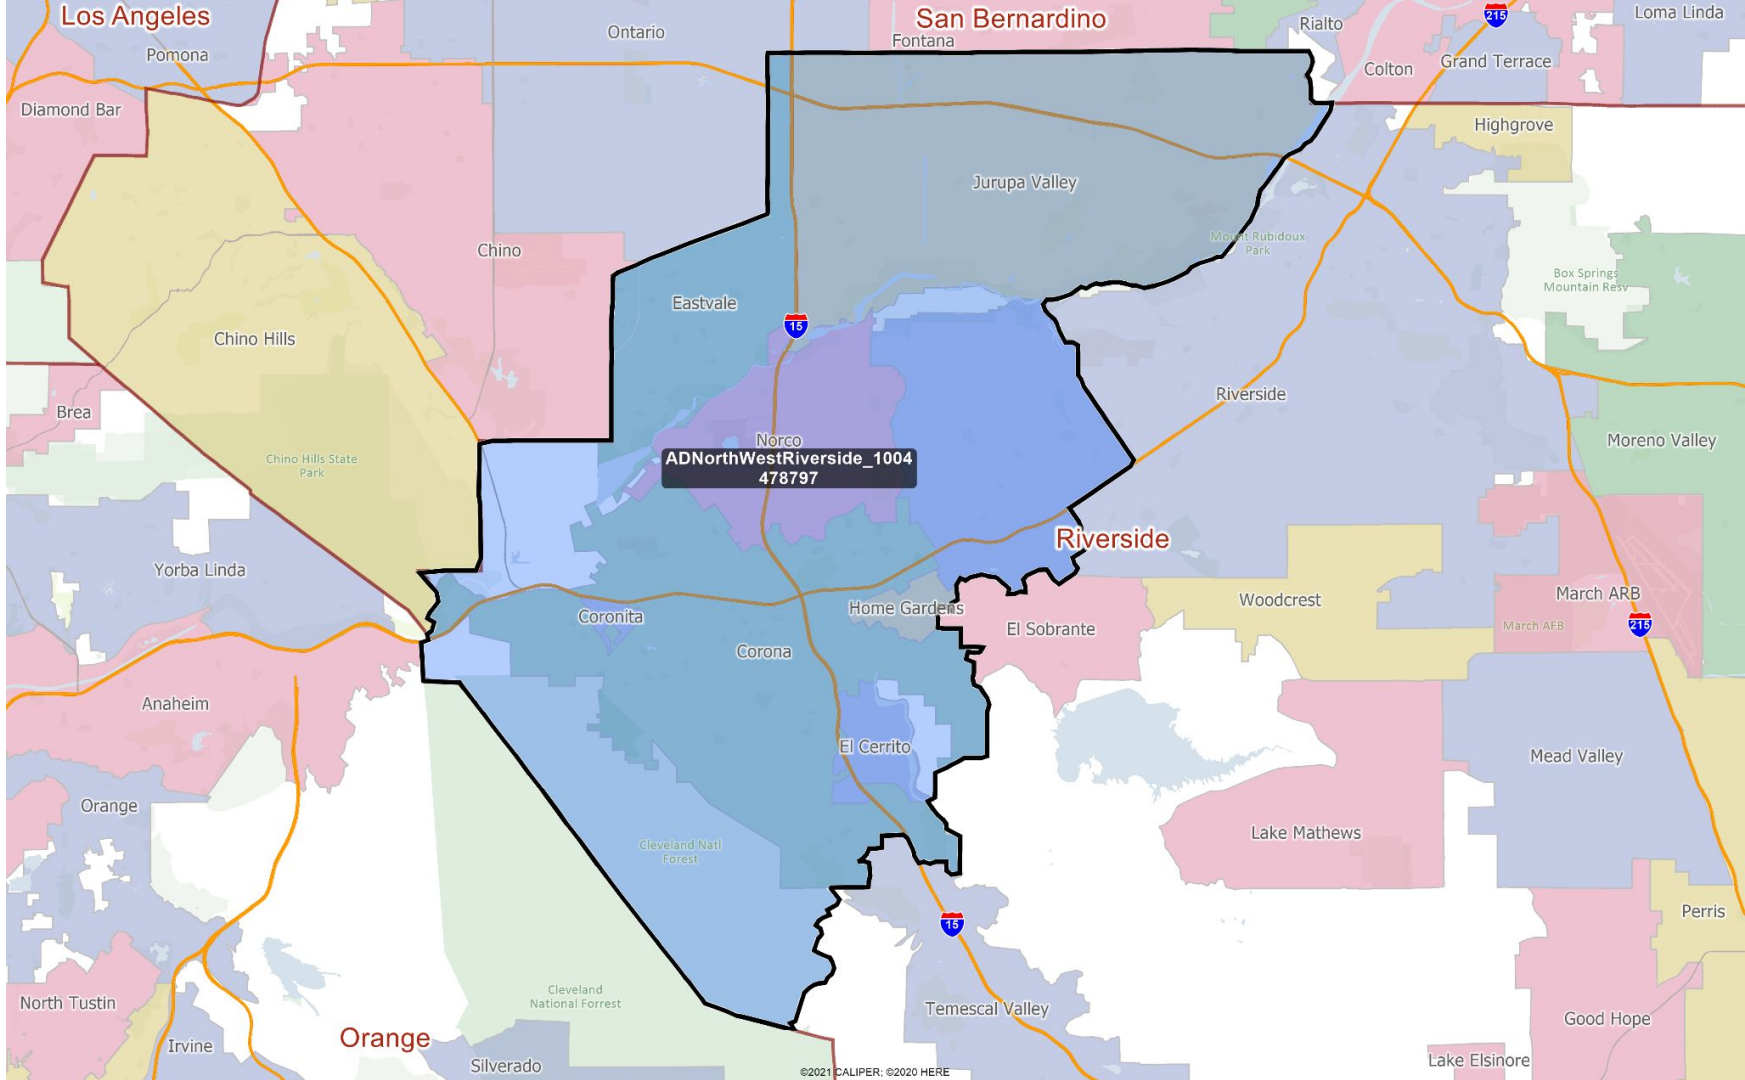 Los Angeles
San Bernardino
215
Loma Linda
Ontario
Rialto
Fontana
Pomona
Colton
Grand Terrace
Diamond Bar
Highgrove
Jurupa Valley
Mount Rubidoux
Park
Chino
Box Springs
Mountain Resv
Eastvale
15
Chino Hills
Riverside
Brea
Norco
Moreno Valley
Chino Hills State
Park
ADNorthWestRiverside_1004
478797
Riverside
Yorba Linda
March ARB
Woodcrest
Home Gardens
Coronita
El Sobrante
March AFB
215
Corona
Anaheim
El Cerrito
Mead Valley
Orange
Lake Mathews
Cleveland Natl
Forest
Perris
15
Cleveland
National Forrest
North Tustin
Temescal Valley
Good Hope
Orange
Irvine
Silverado
Lake Elsinore
©2021 CALIPER; ©2020 HERE